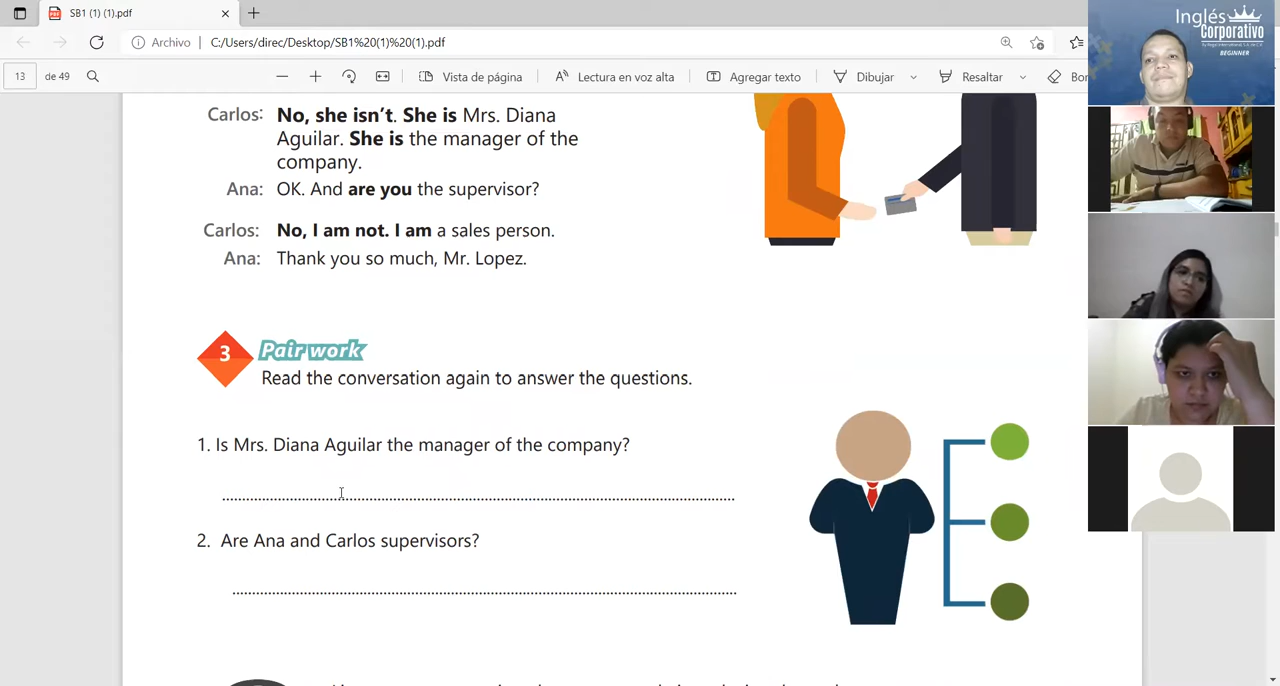 SB1 (1) (1).pdf
Archivo
C:/Users/direc/Desktop/SB1%20(1)%20(1).pdf
13
de 49
Vista de página
Lectura en voz alta
Agregar texto
Dibujar
Resaltar
Bor
Carlos: No, she isn't. She is Mrs. Diana
Aguilar. She is the manager of the
company.
Ana: OK. And are you the supervisor?
Carlos: No, I am not. I am a sales person.
Ana: Thank you so much, Mr. Lopez.
3
Pair work
Read the conversation again to answer the questions.
1. Is Mrs. Diana Aguilar the manager of the company?
2. Are Ana and Carlos supervisors?
Inglés
Corporativo
BEGINNER